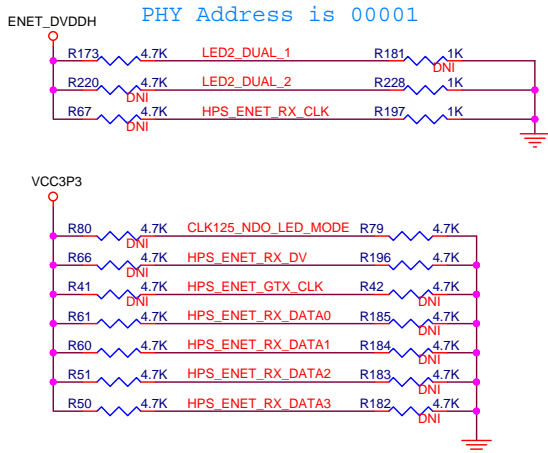 PHY Address is 00001
ENET_DVDDH
R173 4.7K LED2_DUAL_1 R181 1K
DNI
R220 4.7K LED2_DUAL_2 R228 1K
DNI
R67 4.7K HPS_ENET_RX_CLK R197 1K
DNI
VCC3P3
R80 4.7K CLK125_NDO_LED_MODE R79 4.7K
DNI
R66 4.7K HPS_ENET_RX_DV R196 4.7K
DNI
R41 4.7K HPS_ENET_GTX_CLK R42 4.7K
DNI DNI
R61 4.7K HPS_ENET_RX_DATA0 R185 4.7K
DNI
R60 4.7K HPS_ENET_RX_DATA1 R184 4.7K
DNI
R51 4.7K HPS_ENET_RX_DATA2 R183 4.7K
DNI
R50 4.7K HPS_ENET_RX_DATA3 R182 4.7K
DNI